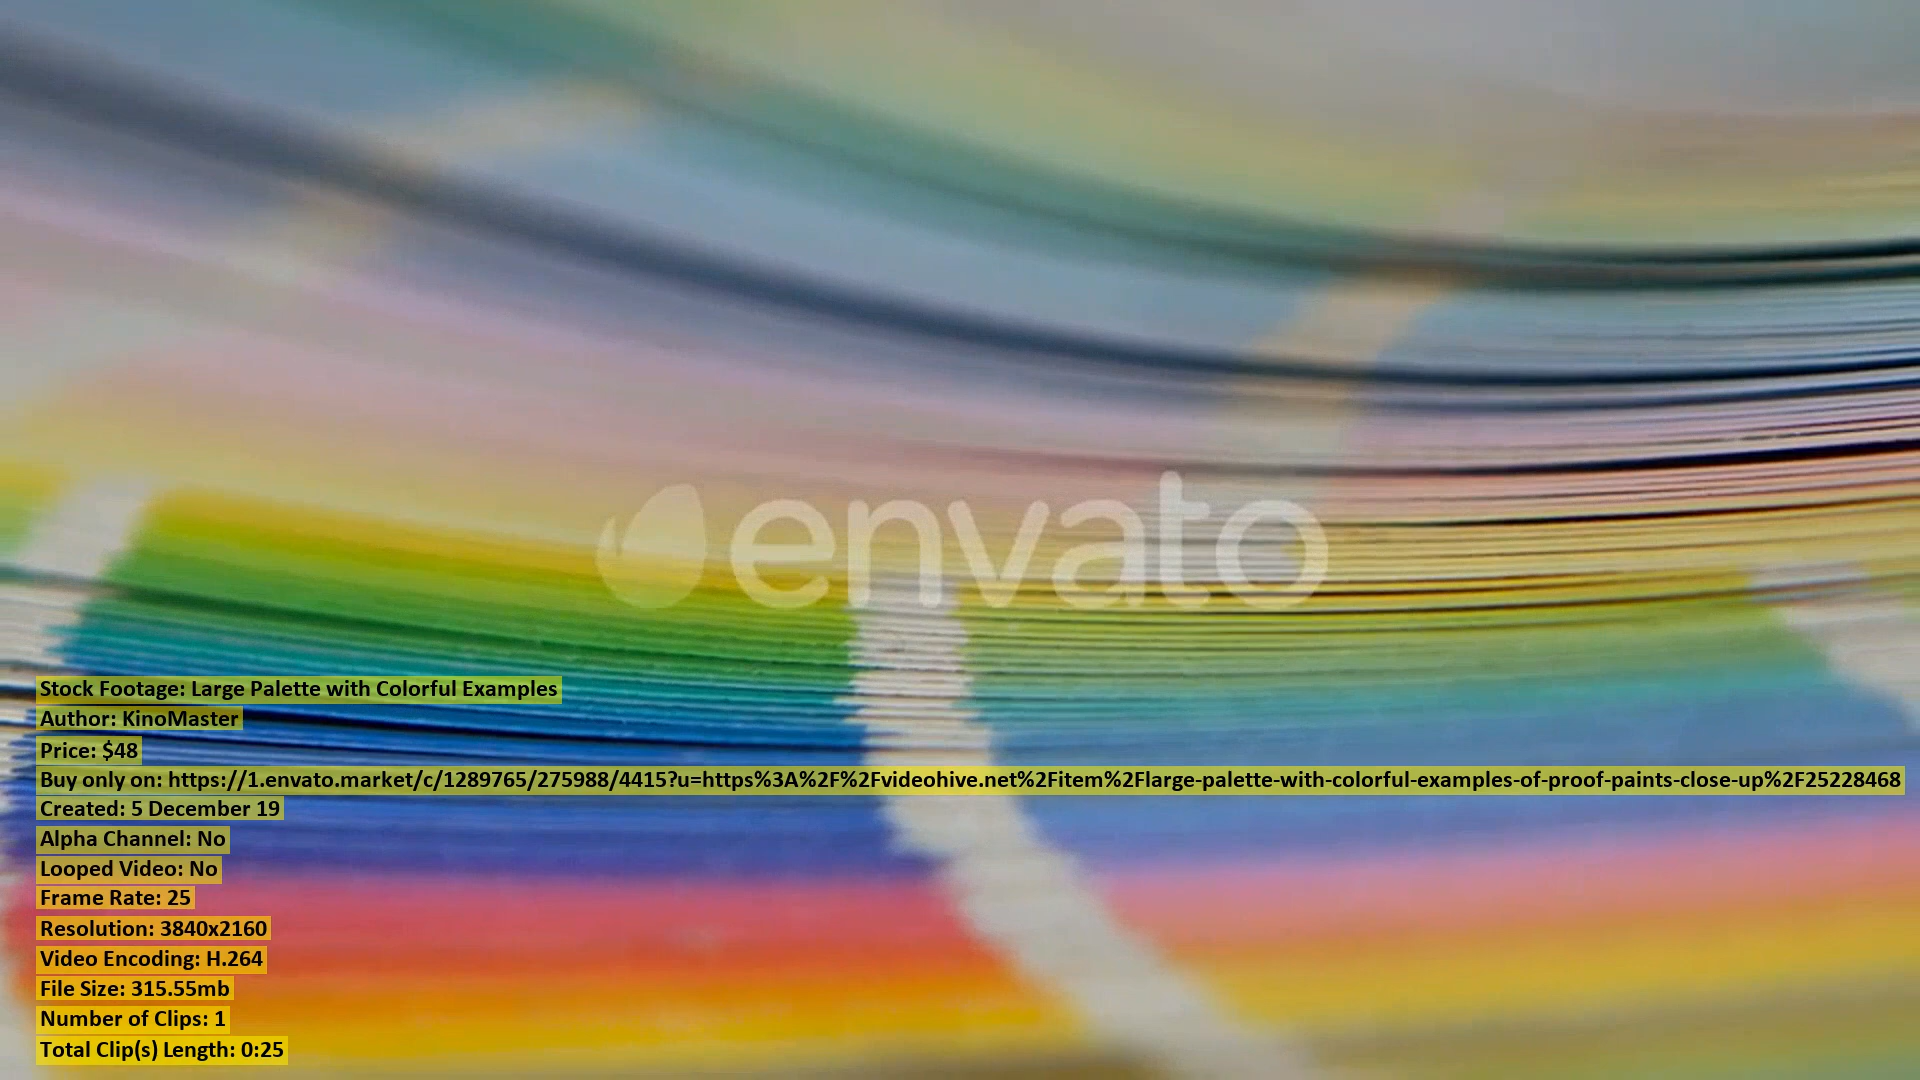 envato
Stock Footage: Large Palette with Colorful Examples
Author: KinoMaster
Price: $48
Buy only on: https://1.envato.market/c/1289765/275988/4415?u=https%3A%2F%2Fvideohive.net%2Fitem%2Flarge-palette-with-colorful-examples-of-proof-paints-close-up%2F25228468
Created: 5 December 19
Alpha Channel: No
Looped Video: No
Frame Rate: 25
Resolution: 3840x2160
Video Encoding: H.264
File Size: 315.55mb
Number of Clips: 1
Total Clip(s) Length: 0:25